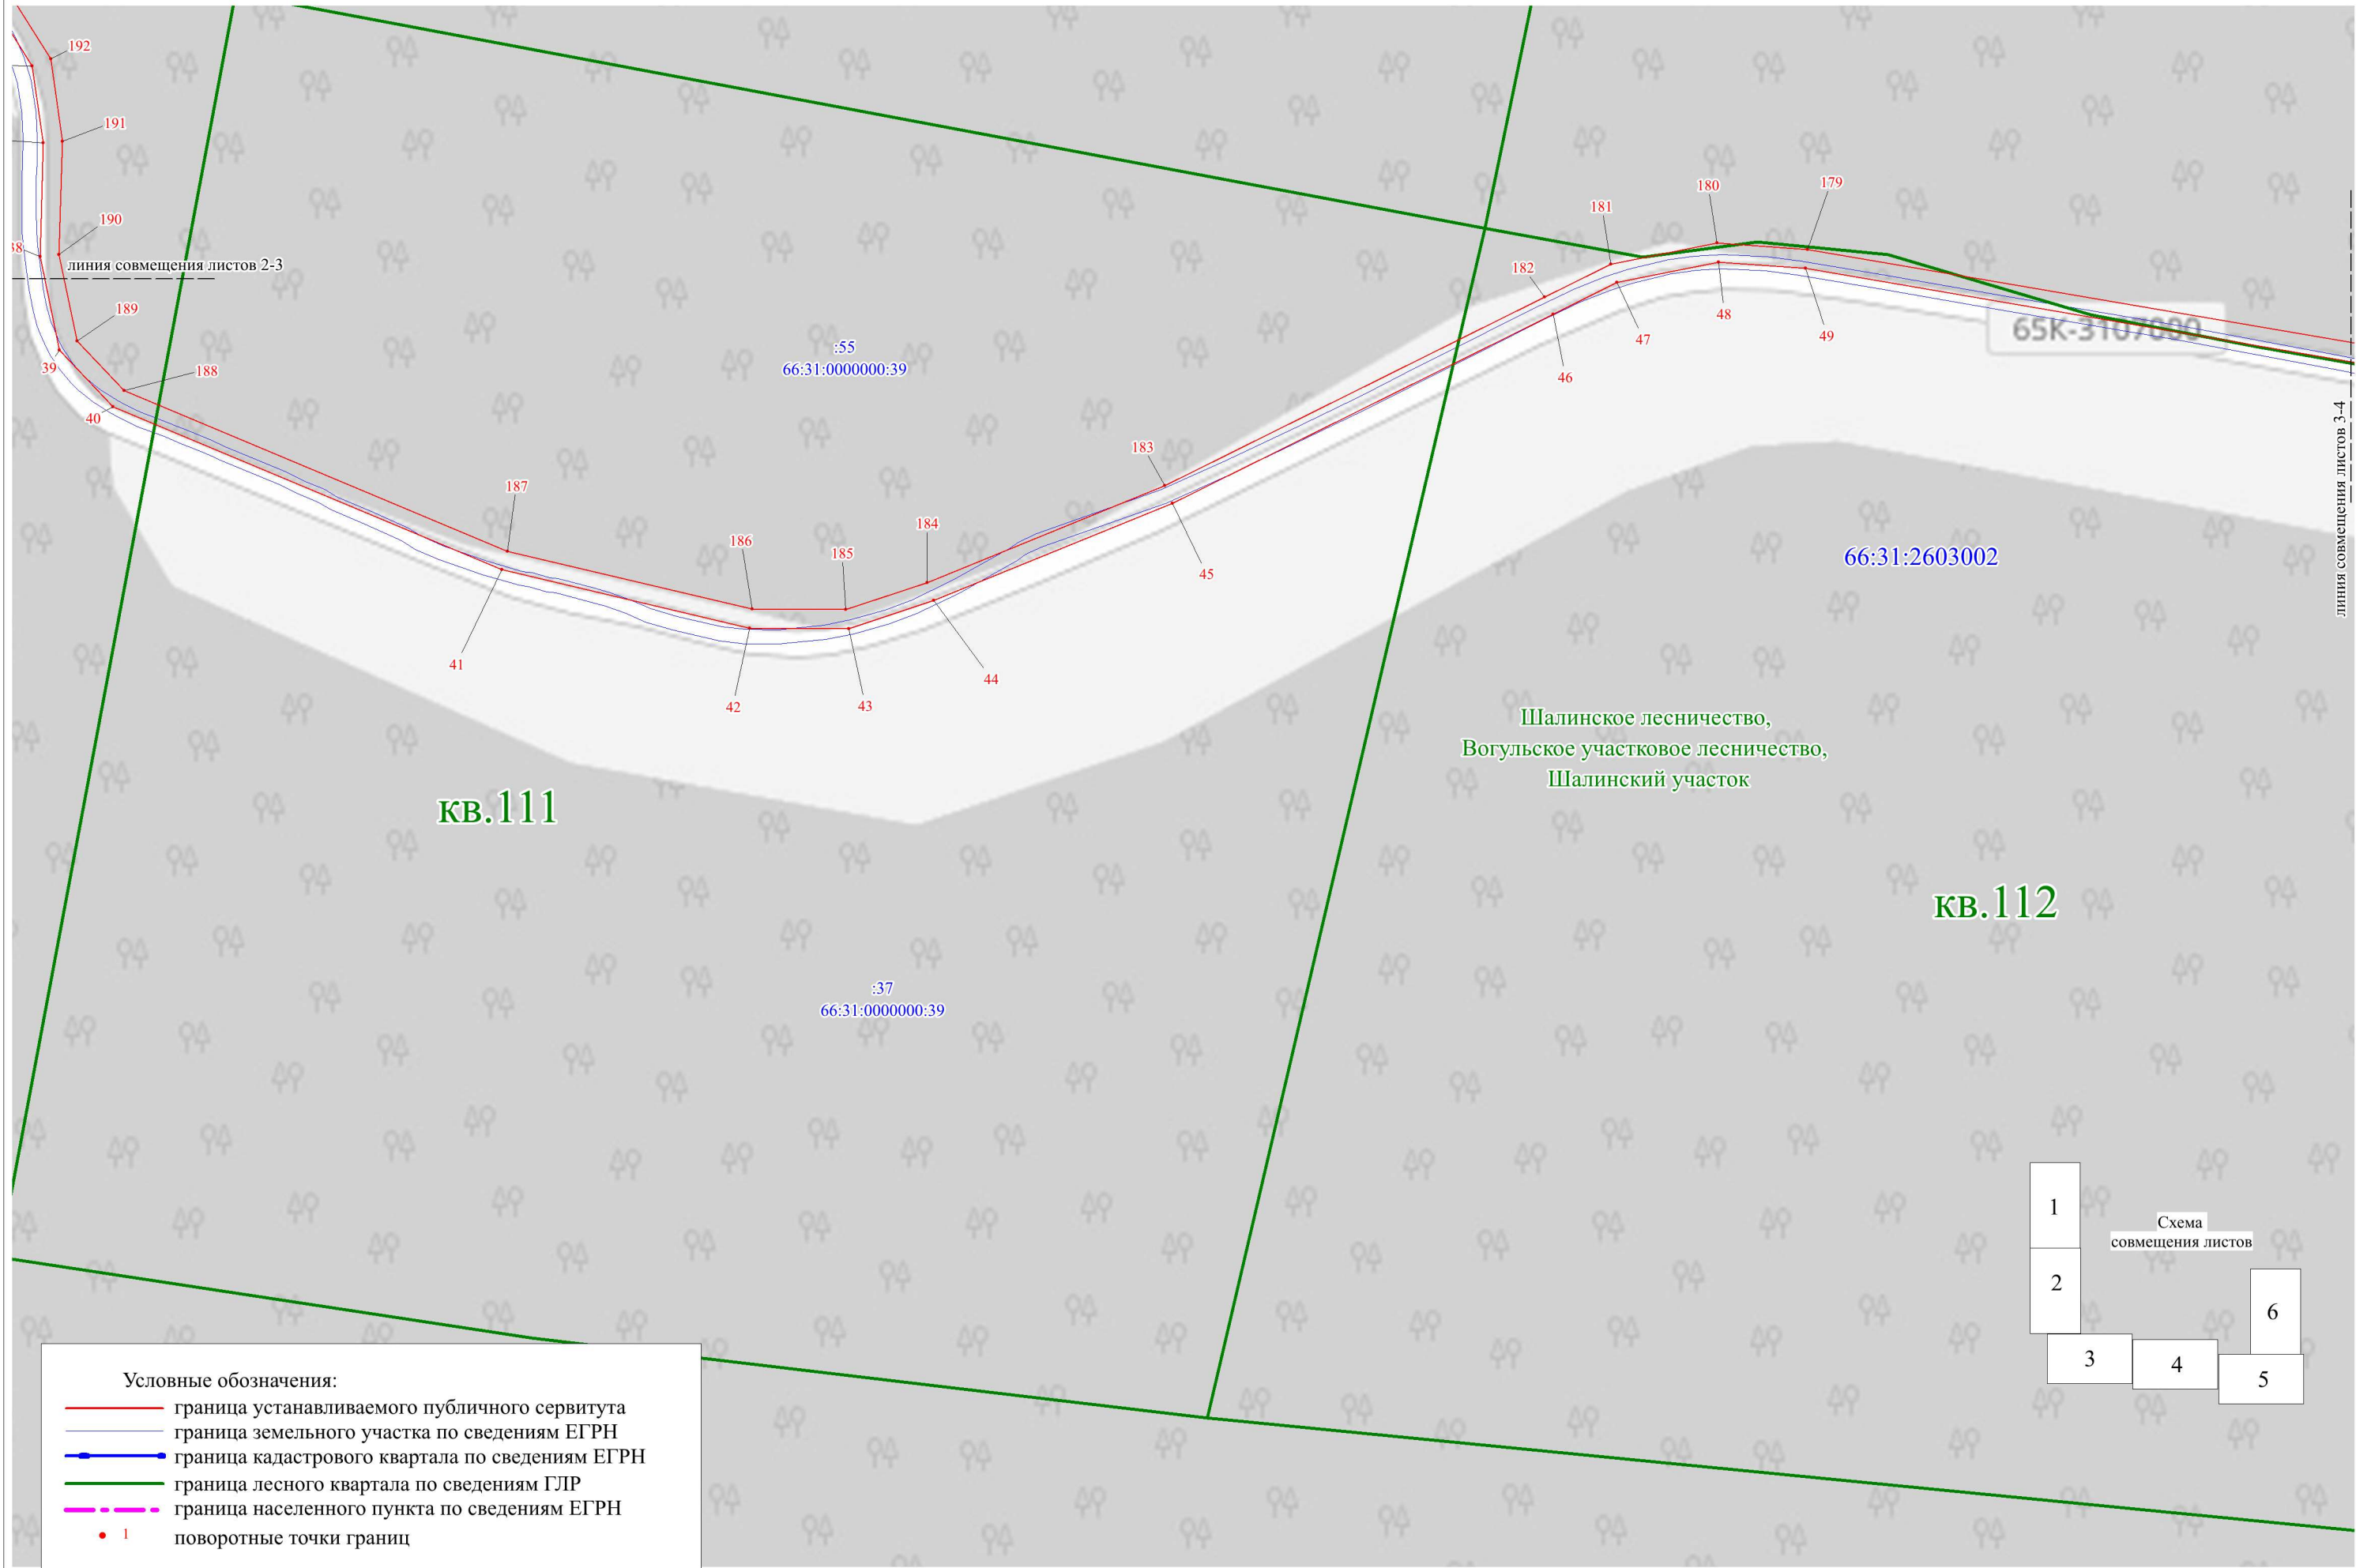 192
191
190
38
линия совмещения листов 2-3
189
188
39
40
187
186
185
184
183
182
181
180
179
41
42
43
44
45
46
47
48
49
65K-3107000
:55
66:31:0000000:39
66:31:2603002
линия совмещения листов 3-4
Шалинское лесничество,
Вогульское участковое лесничество,
Шалинский участок
кв.111
кв.112
:37
66:31:0000000:39
Схема
совмещения листов
1
2
3
4
5
6
Условные обозначения:
граница устанавливаемого публичного сервитута
граница земельного участка по сведениям ЕГРН
граница кадастрового квартала по сведениям ЕГРН
граница лесного квартала по сведениям ГЛР
граница населенного пункта по сведениям ЕГРН
1 поворотные точки границ